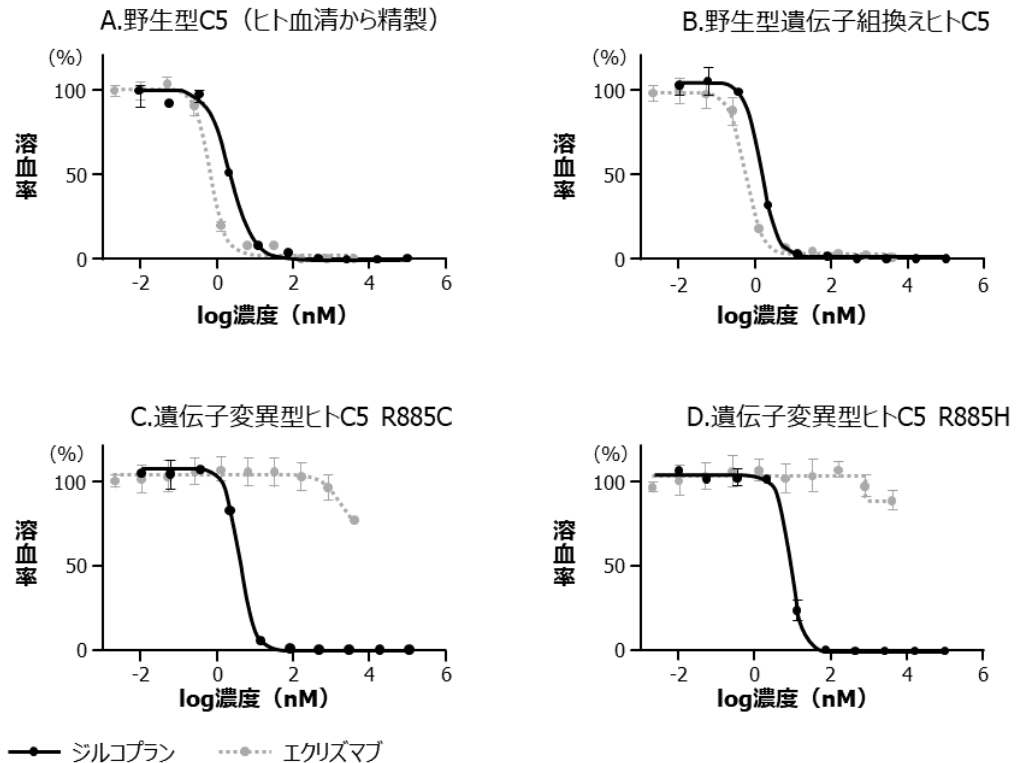 A.野生型C5（ヒト血清から精製）
(%)
100
50
0
溶血率
-2 0 2 4 6
log濃度（nM）
B.野生型遺伝子組換えヒトC5
(%)
100
50
0
溶血率
-2 0 2 4 6
log濃度（nM）
C.遺伝子変異型ヒトC5 R885C
(%)
100
50
0
溶血率
-2 0 2 4 6
log濃度（nM）
D.遺伝子変異型ヒトC5 R885H
(%)
100
50
0
溶血率
-2 0 2 4 6
log濃度（nM）
ジルコプラン エクリズマブ